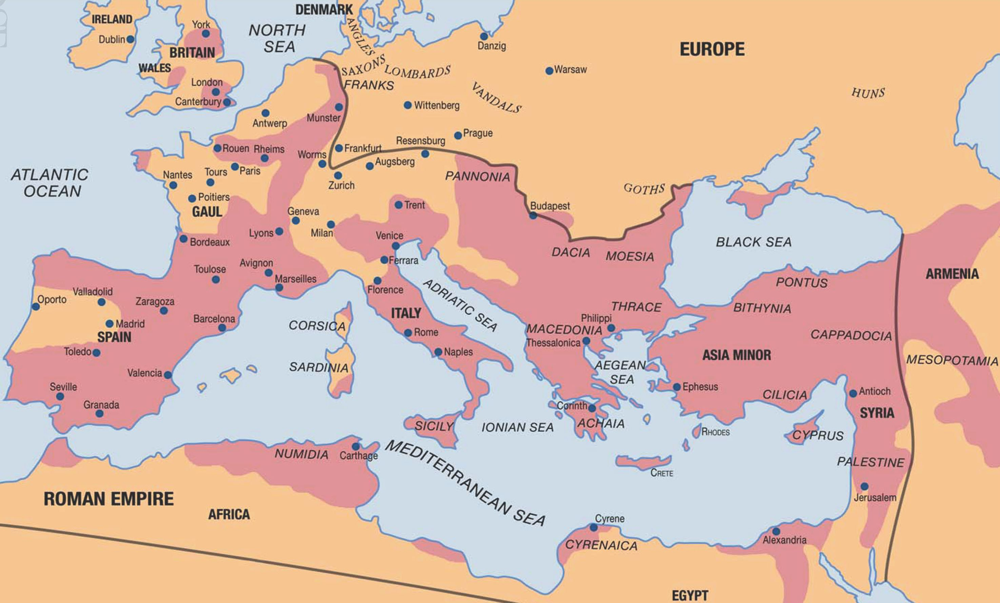 IRELAND
Dublin
York
BRITAIN
WALES
London
Canterbury
NORTH
SEA
DENMARK
ANGLES
SAXONS
LOMBARDS
FRANKS
VANDALS
Danzig
Warsaw
EUROPE
HUNS
Wittenberg
Prague
Resensburg
Antwerp
Munster
Frankfurt
Augsberg
Worms
Zurich
Rouen
Rheims
Paris
Tours
Nantes
Poitiers
GAUL
ATLANTIC
OCEAN
PANNONIA
GOTHS
Budapest
Trent
Geneva
Milan
Lyons
Venice
Ferrara
Florence
Bordeaux
Toulose
Avignon
Marseilles
DACIA
MOESIA
BLACK SEA
ARMENIA
PONTUS
BITHYNIA
CAPPADOCIA
MESOPOTAMIA
Oporto
Valladolid
Zaragoza
Madrid
SPAIN
Barcelona
Toledo
Valencia
Seville
Granada
CORSICA
SARDINIA
ITALY
Rome
Naples
ADRIATIC SEA
THRACE
Philippi
MACEDONIA
Thessalonica
AEGEAN
SEA
ASIA MINOR
Ephesus
CILICIA
Antioch
SYRIA
Corinth
ACHAIA
IONIAN SEA
SICILY
RHODES
CYPRUS
CRETE
PALESTINE
Jerusalem
NUMIDIA
Carthage
MEDITERRANEAN SEA
ROMAN EMPIRE
AFRICA
Cyrene
CYRENAICA
Alexandria
EGYPT